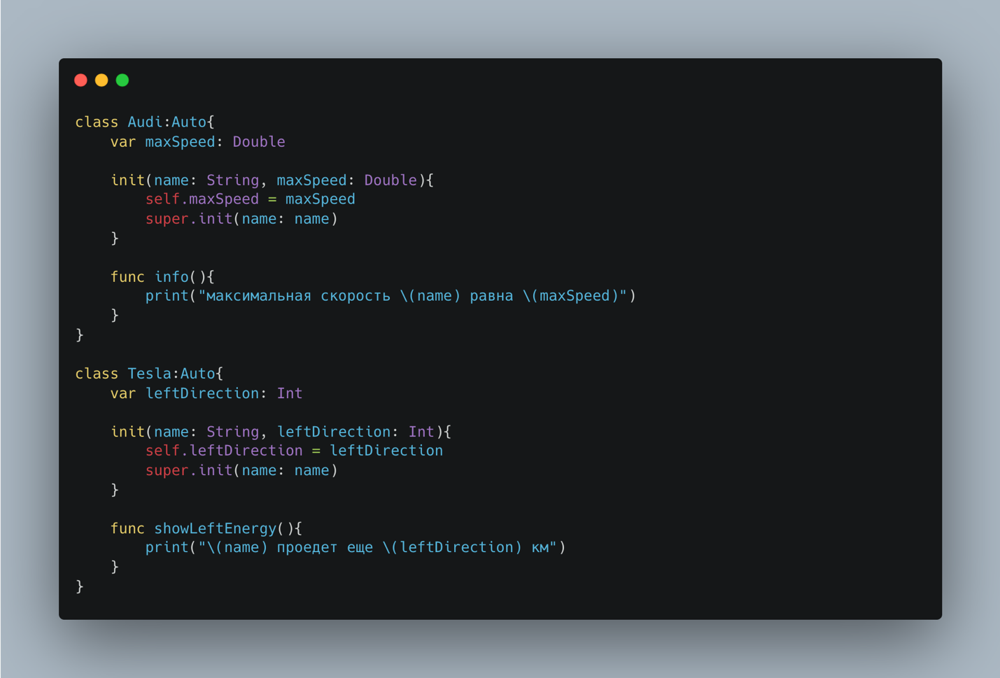 class Audi:Auto{
    var maxSpeed: Double

    init(name: String, maxSpeed: Double){
        self.maxSpeed = maxSpeed
        super.init(name: name)
    }

    func info(){
        print("максимальная скорость \(name) равна \(maxSpeed)")
    }
}

class Tesla:Auto{
    var leftDirection: Int

    init(name: String, leftDirection: Int){
        self.leftDirection = leftDirection
        super.init(name: name)
    }

    func showLeftEnergy(){
        print("\(name) проедет еще \(leftDirection) км")
    }
}